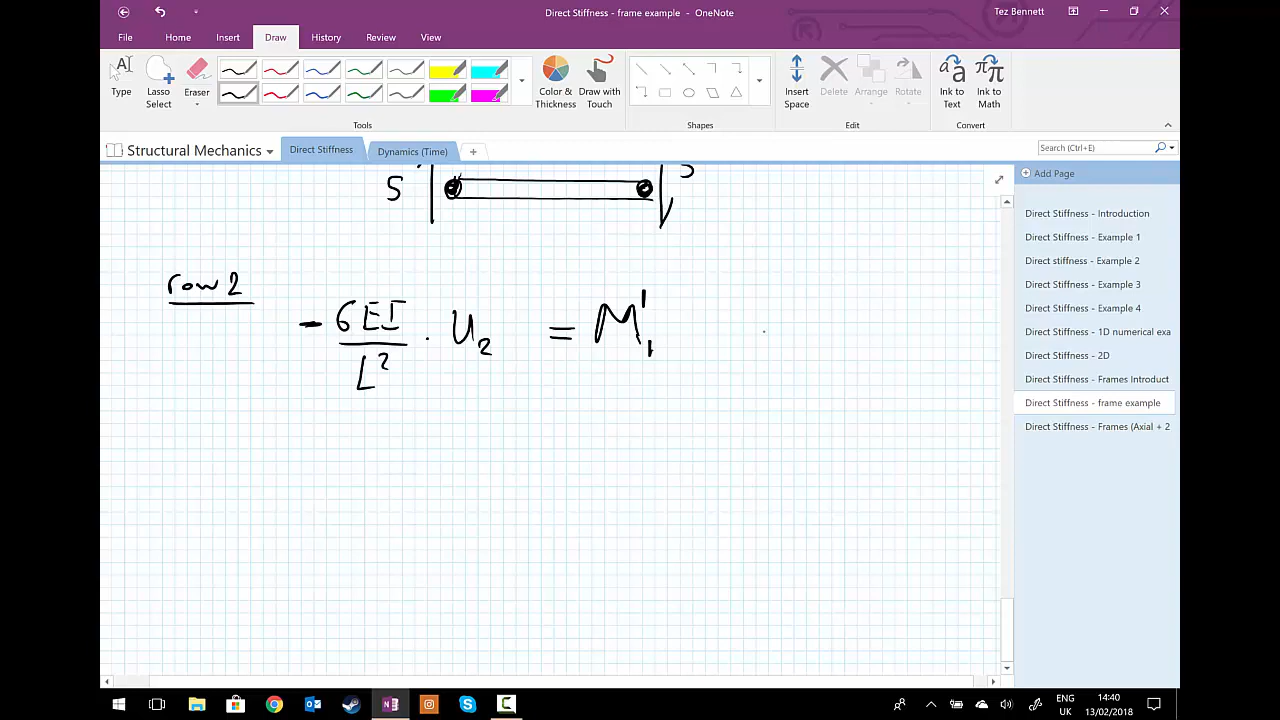 Direct Stiffness - frame example - OneNote
Tez Bennett
File Home Insert Draw History Review View
Type
Lasso Select
Eraser
Color & Thickness
Draw with Touch
Insert Space
Delete
Arrange
Rotate
Ink to Text
Ink to Math
Tools
Shapes
Edit
Convert
Structural Mechanics
Direct Stiffness
Dynamics (Time)
Search (Ctrl+E)
Add Page
Direct Stiffness - Introduction
Direct Stiffness - Example 1
Direct stiffness - Example 2
Direct Stiffness - Example 3
Direct Stiffness - Example 4
Direct Stiffness - 1D numerical exa
Direct Stiffness - 2D
Direct Stiffness - Frames Introduct
Direct Stiffness - frame example
Direct Stiffness - Frames (Axial + 2
row 2
- 6EI/L² · U₂ = M₁'
ENG
UK
14:40
13/02/2018